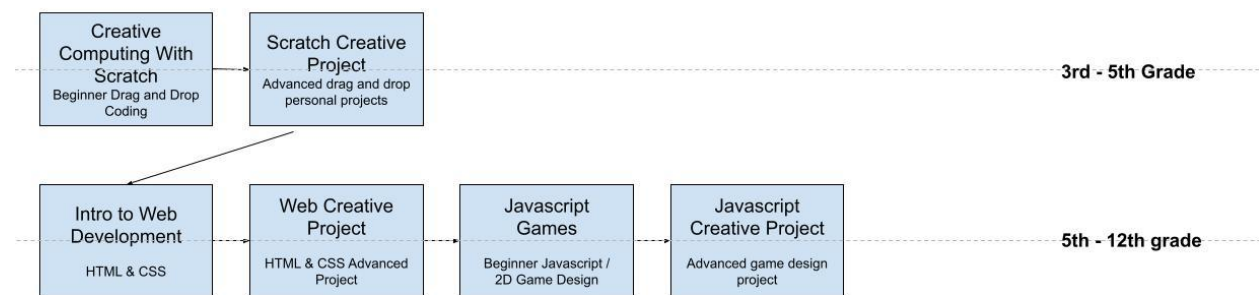 Creative
Computing With
Scratch
Beginner Drag and Drop
Coding
Scratch Creative
Project
Advanced drag and drop
personal projects
3rd - 5th Grade
Intro to Web
Development
HTML & CSS
Web Creative
Project
HTML & CSS Advanced
Project
Javascript
Games
Beginner Javascript /
2D Game Design
Javascript
Creative Project
Advanced game design
project
5th - 12th grade